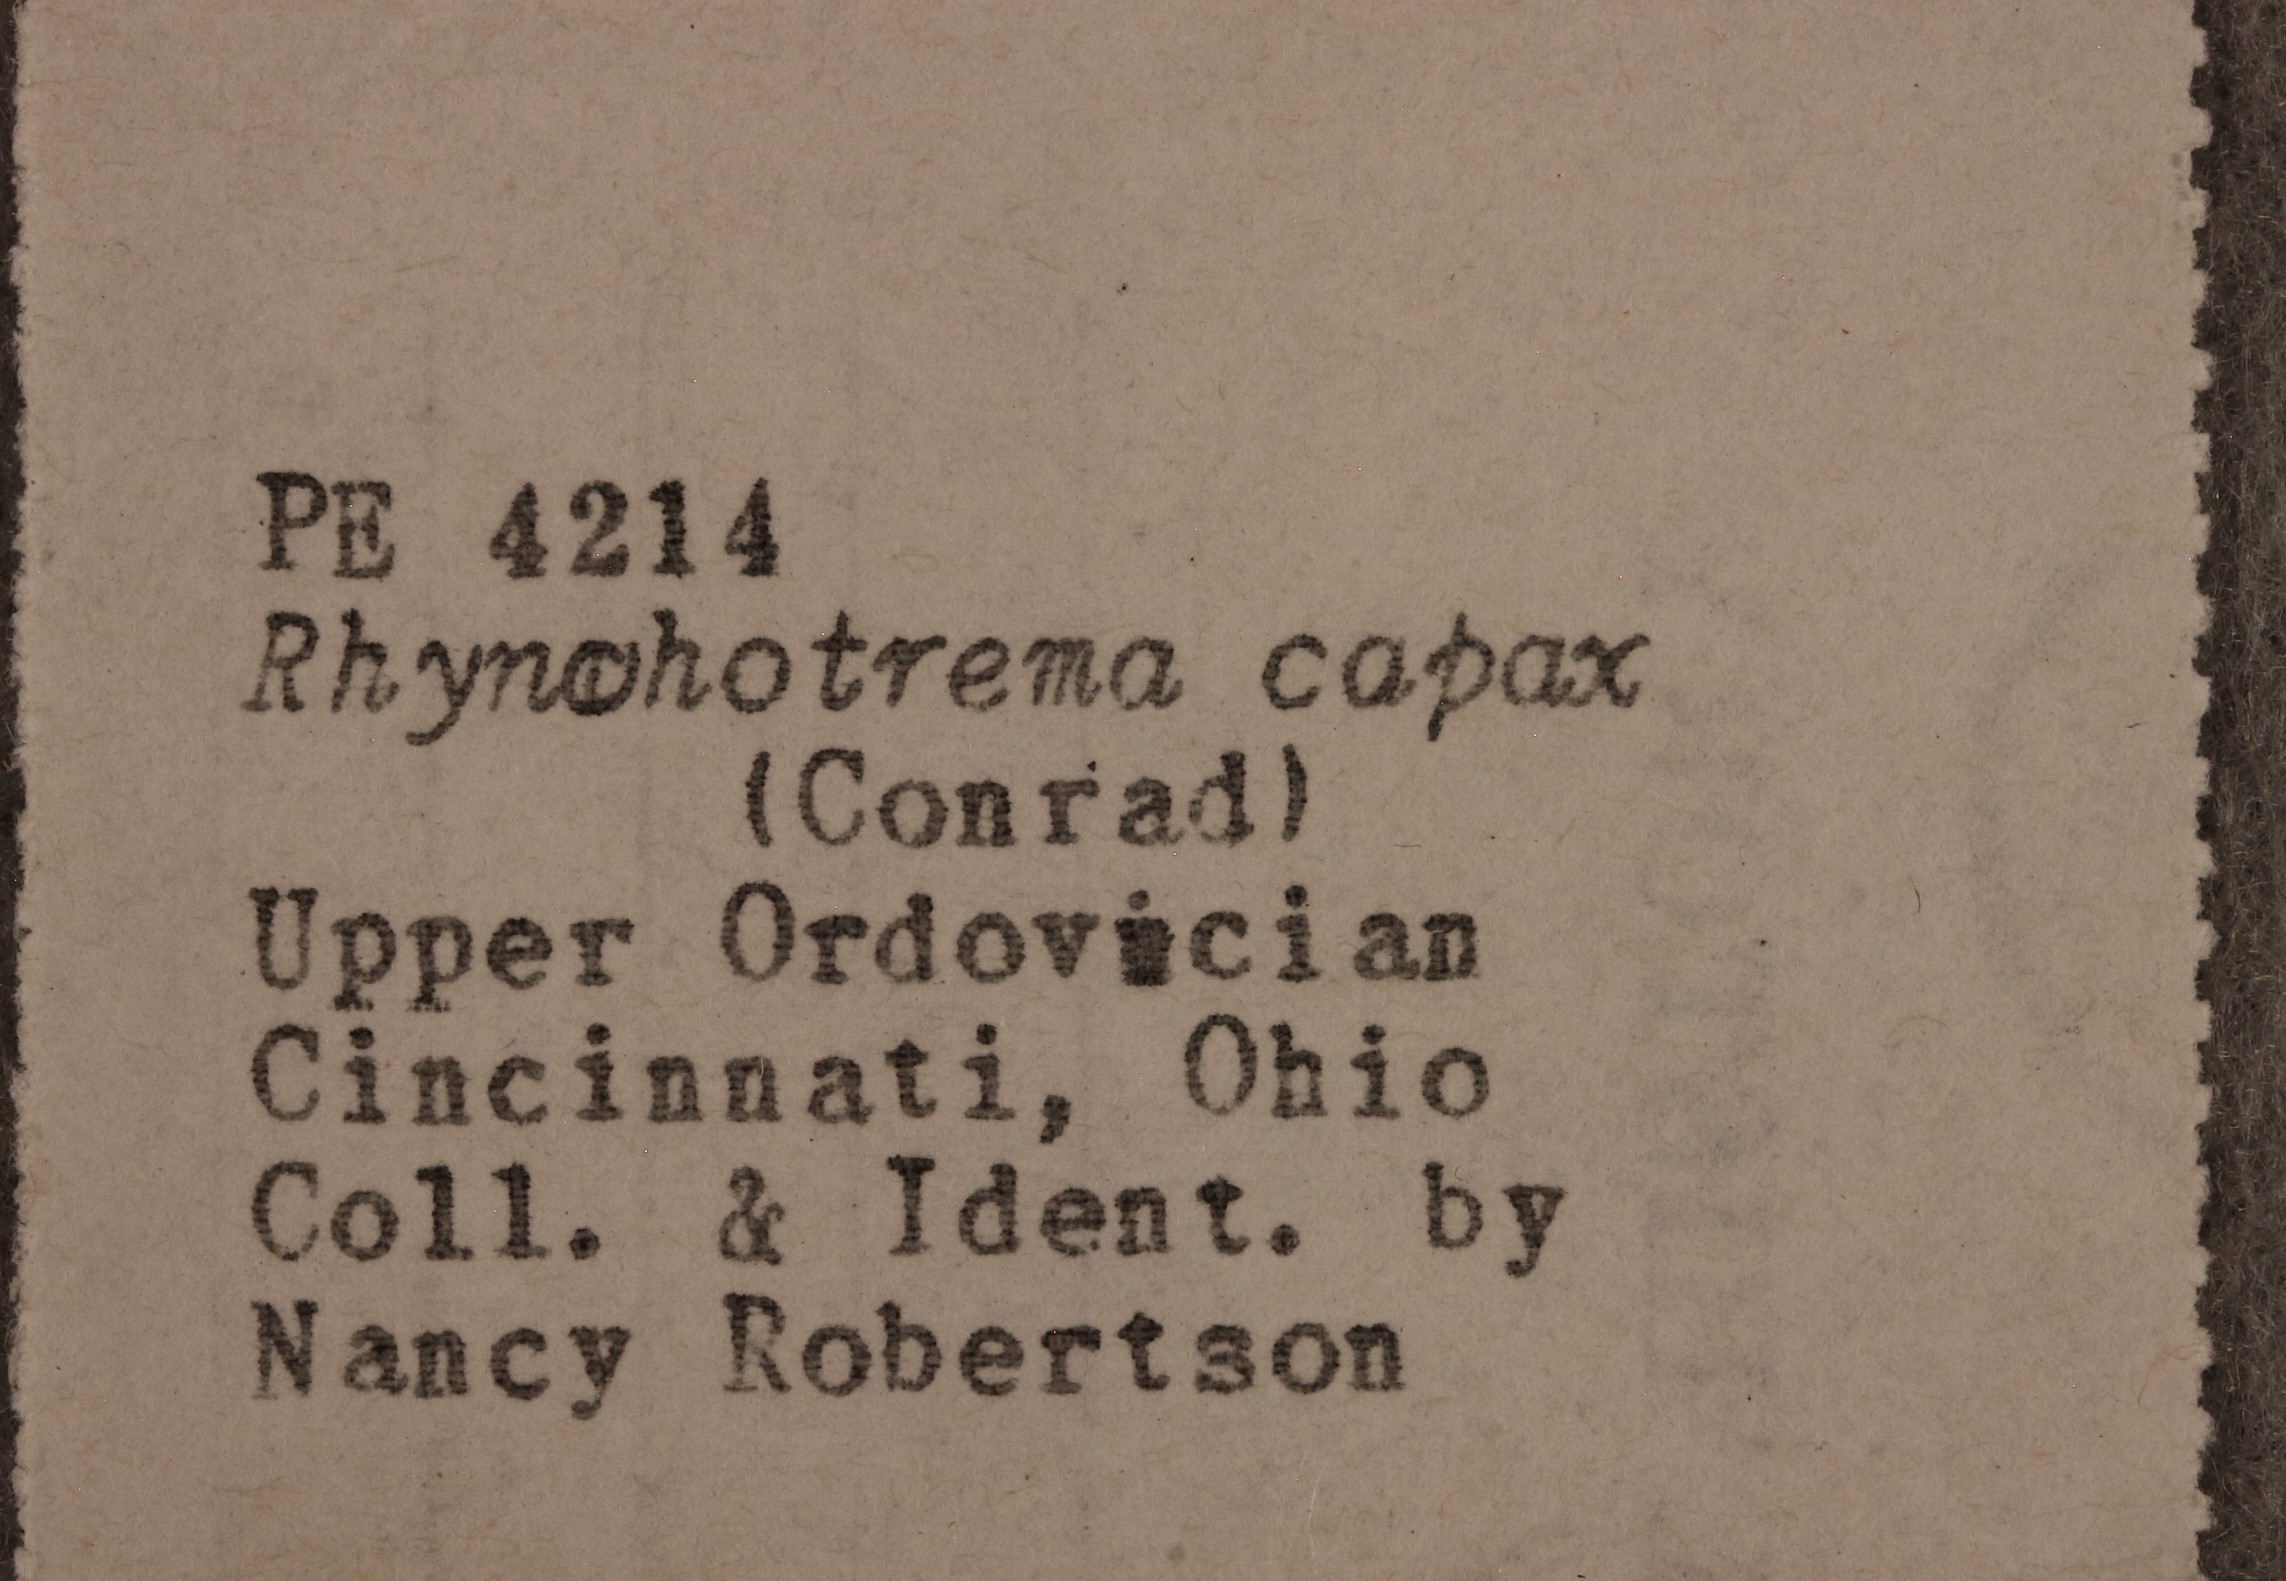 PE 4214
Rhynchotrema capax
(Conrad)
Upper Ordovician
Cincinnati, Ohio
Coll. & Ident. by
Nancy Robertson